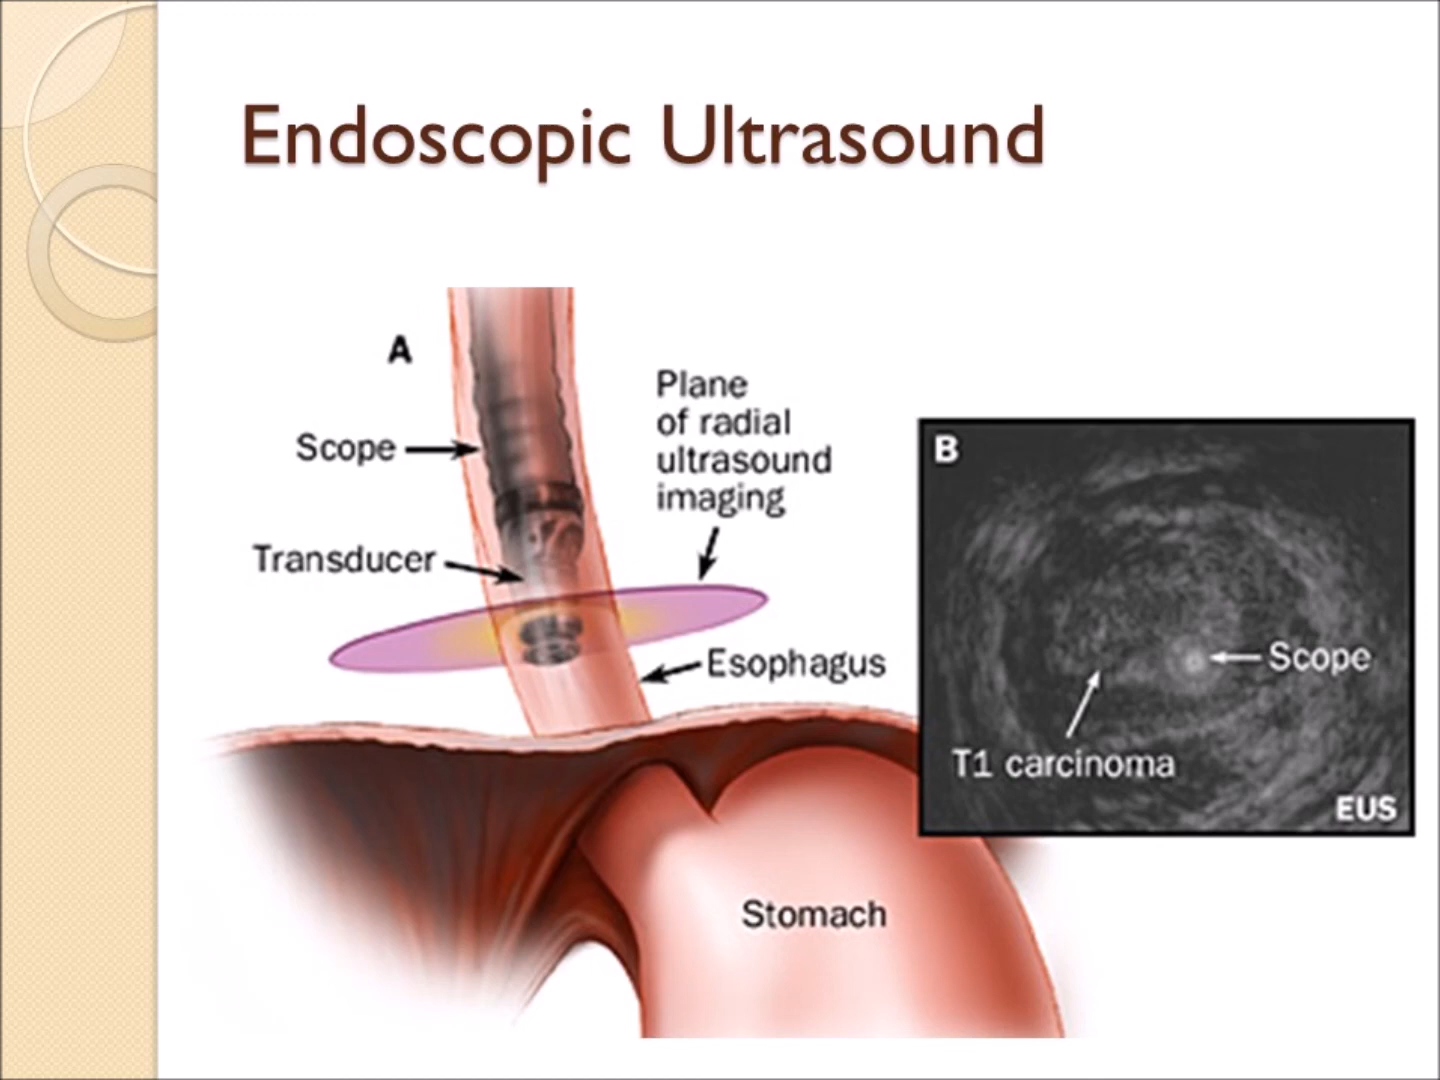 Endoscopic Ultrasound
A
Scope
Plane
of radial
ultrasound
imaging
Transducer
Esophagus
Stomach
B
Scope
T1 carcinoma
EUS